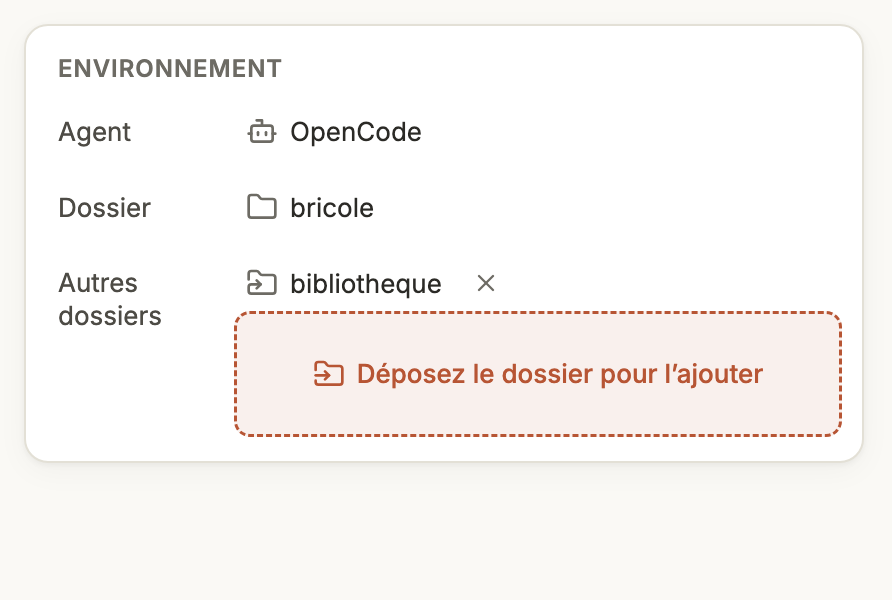 ENVIRONNEMENT
Agent OpenCode
Dossier bricole
Autres dossiers bibliotheque
Déposez le dossier pour l’ajouter